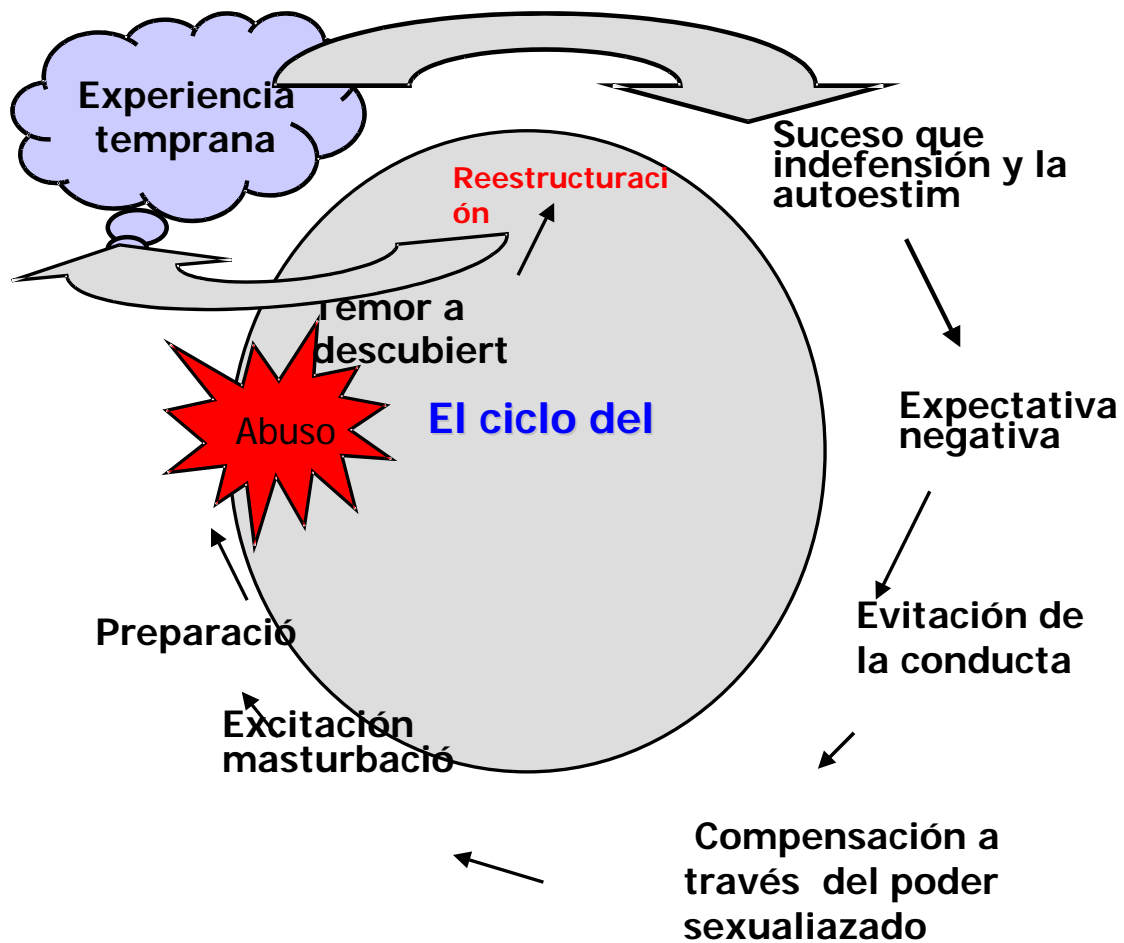 Experiencia
temprana
Suceso que
indefensión y la
autoestim
Reestructuraci
ón
Temor a
descubiert
Abuso
El ciclo del
Expectativa
negativa
Evitación de
la conducta
Compensación a
través del poder
sexualiazado
Excitación
masturbació
Preparació